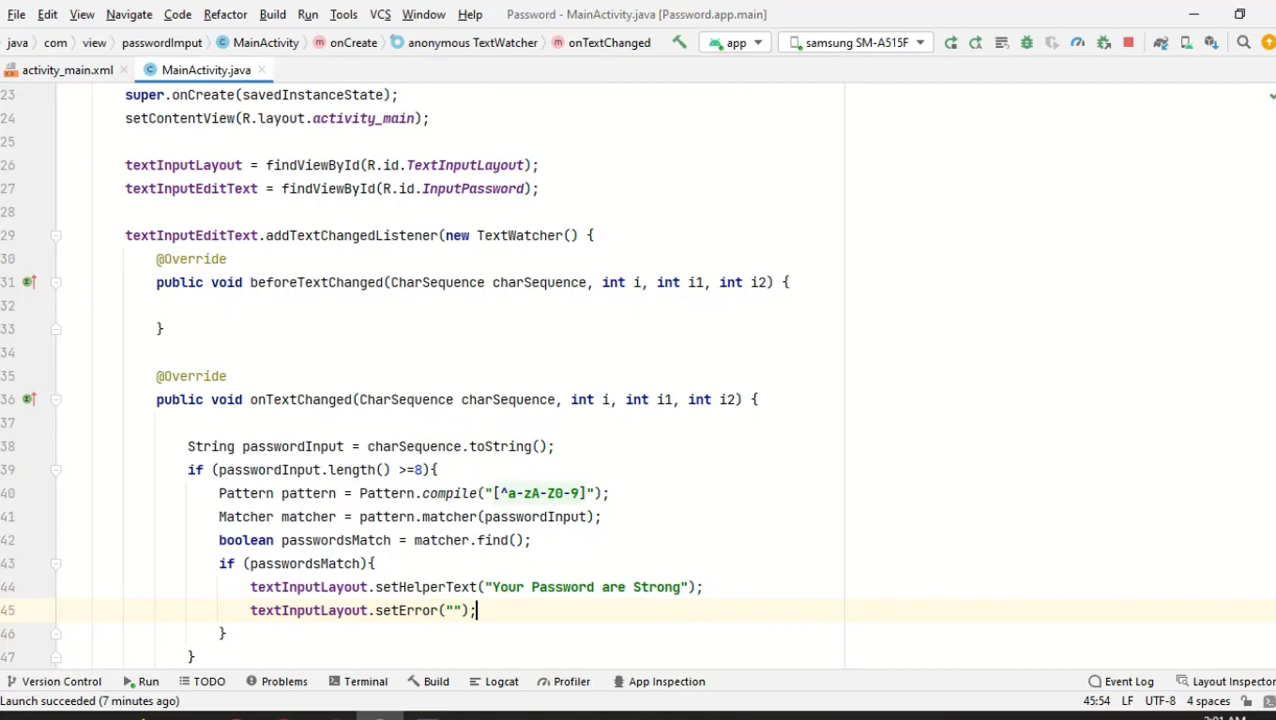 File Edit View Navigate Code Refactor Build Run Tools VCS Window Help Password - MainActivity.java [Password.app.main]
java com view passwordImput MainActivity onCreate anonymous TextWatcher onTextChanged app samsung SM-A515F
activity_main.xml MainActivity.java
23 super.onCreate(savedInstanceState);
24 setContentView(R.layout.activity_main);
25
26 textInputLayout = findViewById(R.id.TextInputLayout);
27 textInputEditText = findViewById(R.id.InputPassword);
28
29 textInputEditText.addTextChangedListener(new TextWatcher() {
30 @Override
31 public void beforeTextChanged(CharSequence charSequence, int i, int i1, int i2) {
32
33 }
34
35 @Override
36 public void onTextChanged(CharSequence charSequence, int i, int i1, int i2) {
37
38 String passwordInput = charSequence.toString();
39 if (passwordInput.length() >=8){
40 Pattern pattern = Pattern.compile("[^a-zA-Z0-9]");
41 Matcher matcher = pattern.matcher(passwordInput);
42 boolean passwordsMatch = matcher.find();
43 if (passwordsMatch){
44 textInputLayout.setHelperText("Your Password are Strong");
45 textInputLayout.setError("");
46 }
47 }
Version Control Run TODO Problems Terminal Logcat Build Profiler App Inspection Event Log Layout Inspector
Launch succeeded (7 minutes ago) 45:54 LF UTF-8 4 spaces